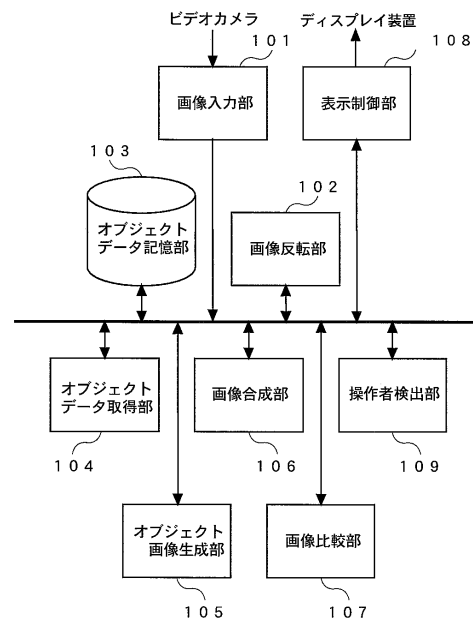 ビデオカメラ
ディスプレイ装置
101
108
画像入力部
表示制御部
103
102
オブジェクト
データ記憶部
画像反転部
オブジェクト
データ取得部
画像合成部
操作者検出部
104
106
109
オブジェクト
画像生成部
画像比較部
105
107